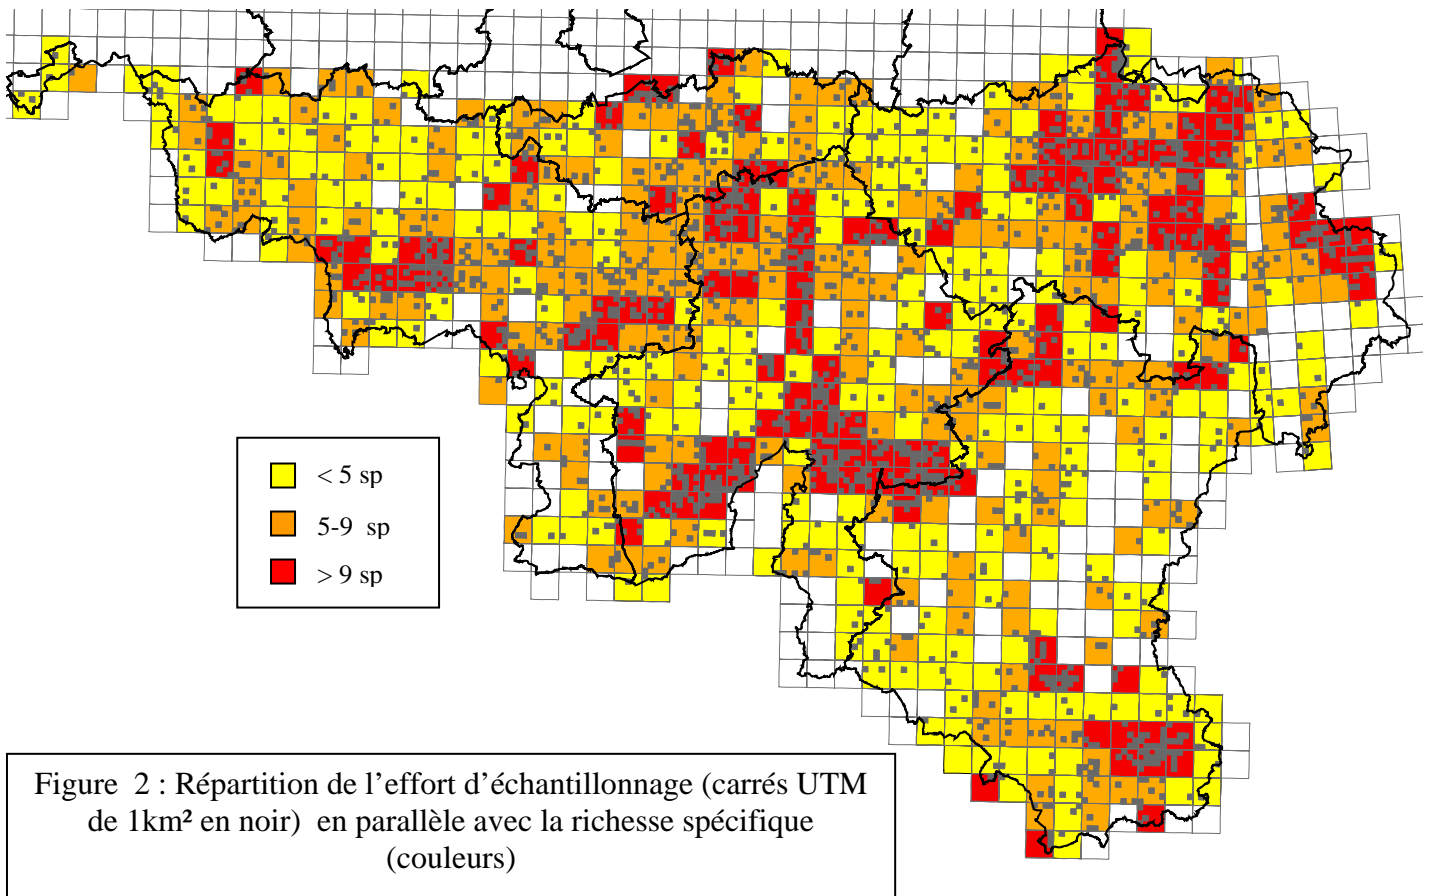 < 5 sp
5-9 sp
> 9 sp
Figure 2 : Répartition de l'effort d'échantillonnage (carrés UTM
de 1km² en noir) en parallèle avec la richesse spécifique
(couleurs)